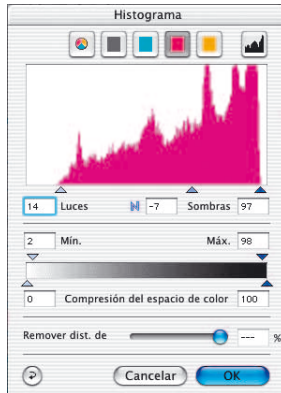 Histograma
14 Luces -7 Sombras 97
2 Mín. Máx. 98
0 Compresión del espacio de color 100
Remover dist. de --- %
Cancelar OK